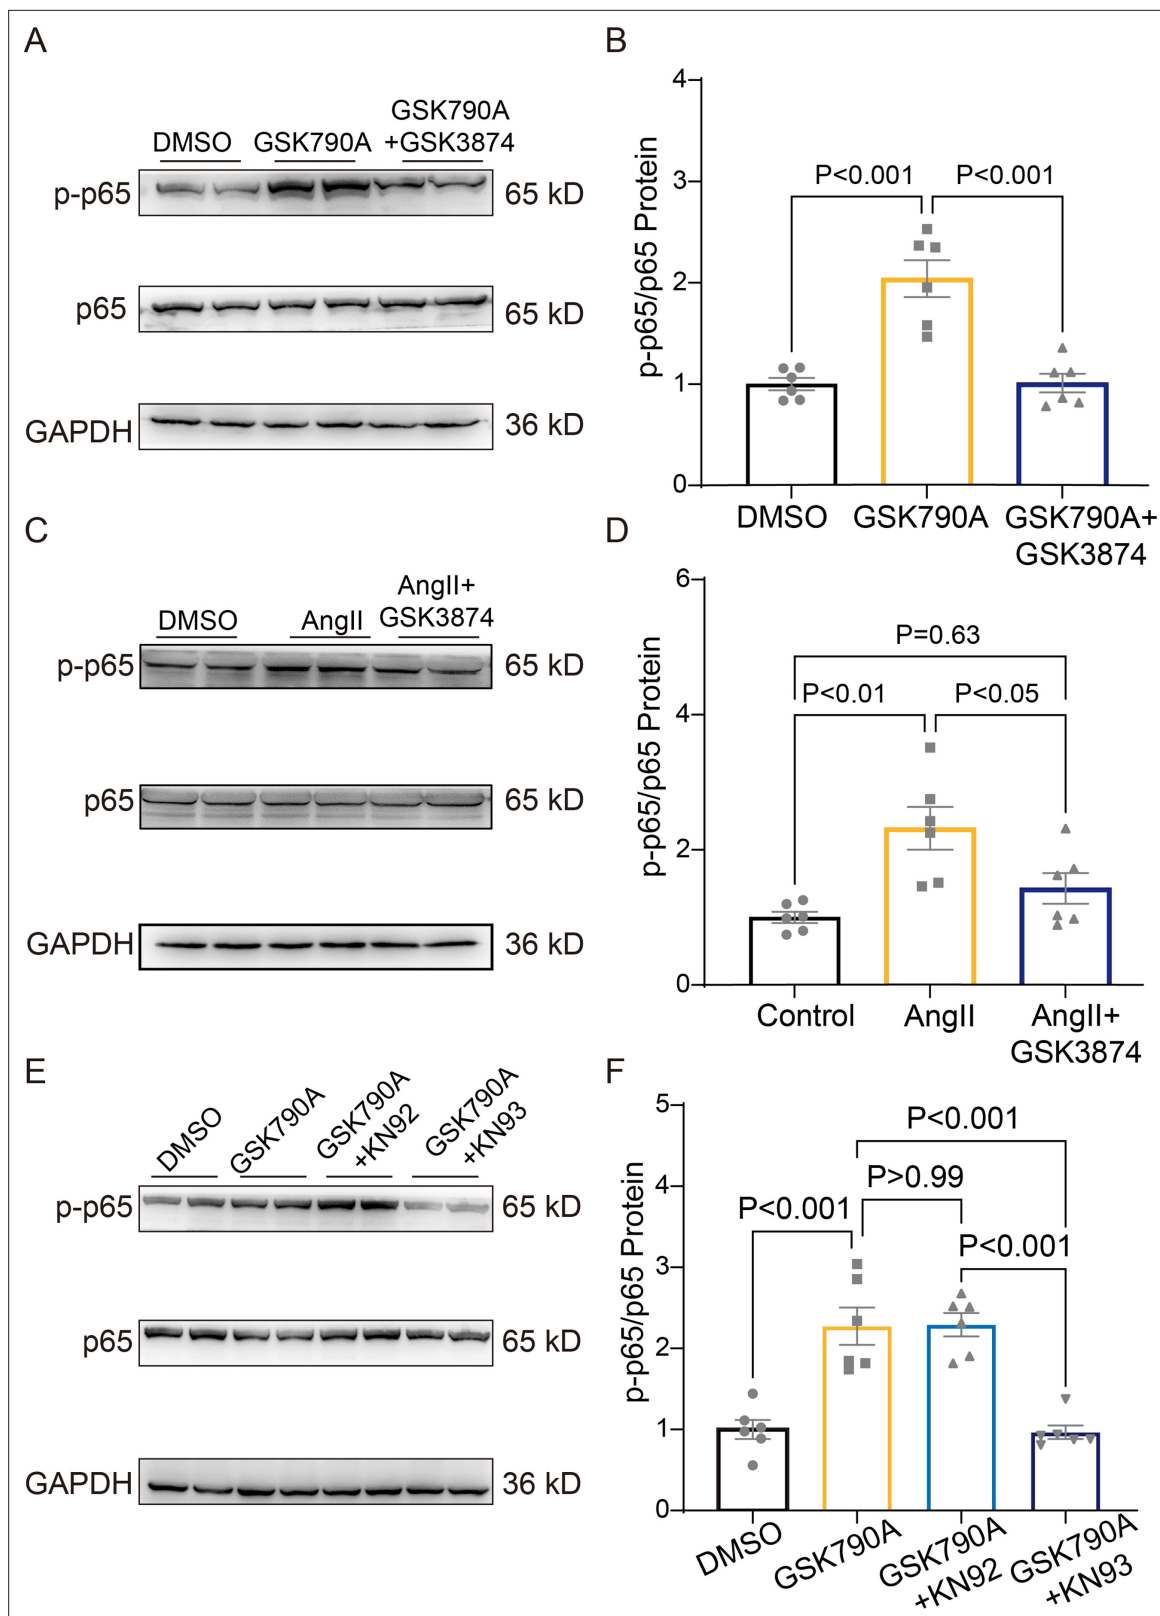 A
DMSO
GSK790A
GSK790A
+GSK3874
p-p65
65 kD
p65
65 kD
GAPDH
36 kD
B
p-p65/p65 Protein
4
3
2
1
0
P<0.001
P<0.001
DMSO
GSK790A
GSK790A+
GSK3874
C
DMSO
AngII
AngII+
GSK3874
p-p65
65 kD
p65
65 kD
GAPDH
36 kD
D
p-p65/p65 Protein
6
4
2
0
P=0.63
P<0.01
P<0.05
Control
AngII
AngII+
GSK3874
E
DMSO
GSK790A
GSK790A
+KN92
GSK790A
+KN93
p-p65
65 kD
p65
65 kD
GAPDH
36 kD
F
p-p65/p65 Protein
5
4
3
2
1
0
P<0.001
P>0.99
P<0.001
P<0.001
DMSO
GSK790A
GSK790A
+KN92
GSK790A
+KN93